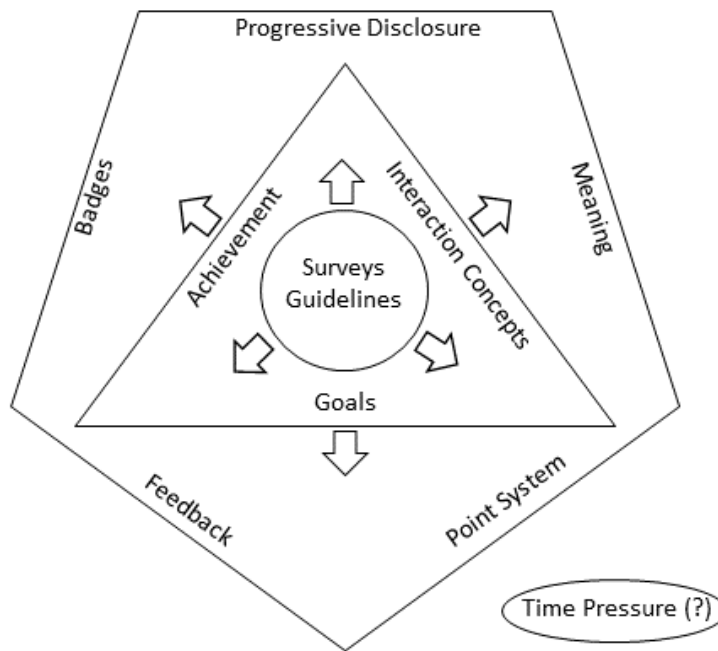 Progressive Disclosure
Badges
Meaning
Achievement
Interaction Concepts
Surveys
Guidelines
Goals
Feedback
Point System
Time Pressure (?)